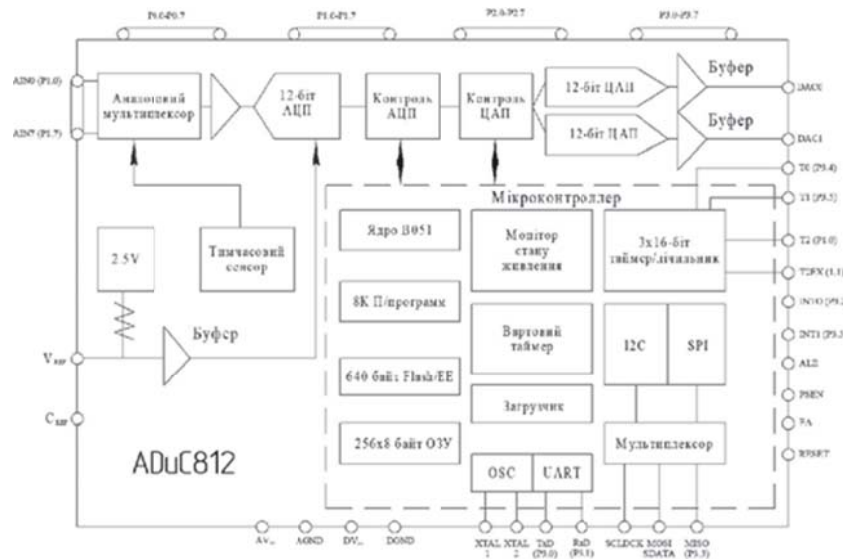 P0.0-P0.7
P1.0-P1.7
P2.0-P2.7
P3.0-P3.7
AIN0 (P1.0)
AIN7 (P1.7)
Аналоговий
мультиплексор
12-біт
АЦП
Контроль
АЦП
Контроль
ЦАП
12-біт ЦАП
12-біт ЦАП
Буфер
Буфер
DAC0
DAC1
T0 (P3.4)
T1 (P3.5)
T2 (P1.0)
T2EX (1.1)
INT0
INT1
ALE
PSEN
EA
RESET
Мікроконтроллер
2.5V
Тимчасовий
сенсор
Ядро 8051
Монітор
стану
живлення
3x16-біт
таймер/лічильник
8К П/программ
Буфер
Вартовий
таймер
I2C
SPI
VREF
640 байт Flash/EE
Загрузчик
CREF
256x8 байт ОЗУ
Мультиплексор
ADuC812
OSC
UART
AGND
DGND
XTAL
1
XTAL
2
TxD
(P3.0)
RxD
(P3.1)
SCLOCK
MOSI
SDATA
MISO
(P3.3)